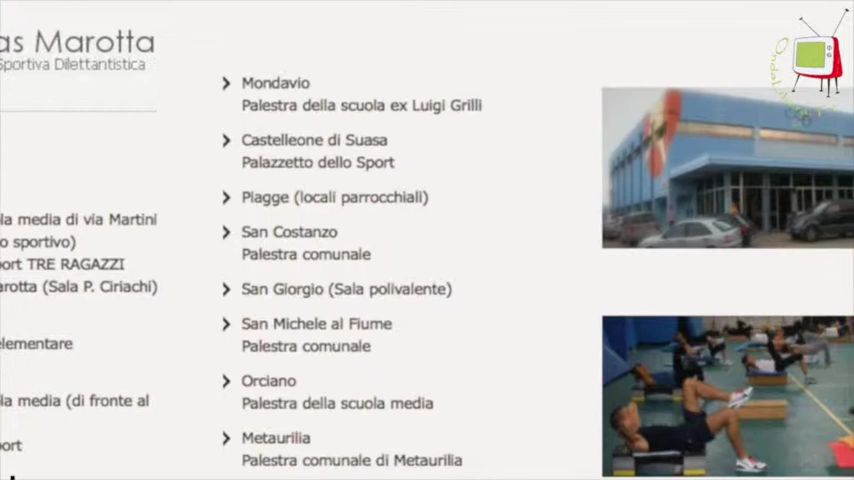 as Marotta
Sportiva Dilettantistica
la media di via Martini
o sportivo)
ort TRE RAGAZZI
arotta (Sala P. Ciriachi)
elementare
la media (di fronte al
ort
Mondavio
Palestra della scuola ex Luigi Grilli
Castelleone di Suasa
Palazzetto dello Sport
Piagge (locali parrocchiali)
San Costanzo
Palestra comunale
San Giorgio (Sala polivalente)
San Michele al Fiume
Palestra comunale
Orciano
Palestra della scuola media
Metaurilia
Palestra comunale di Metaurilia